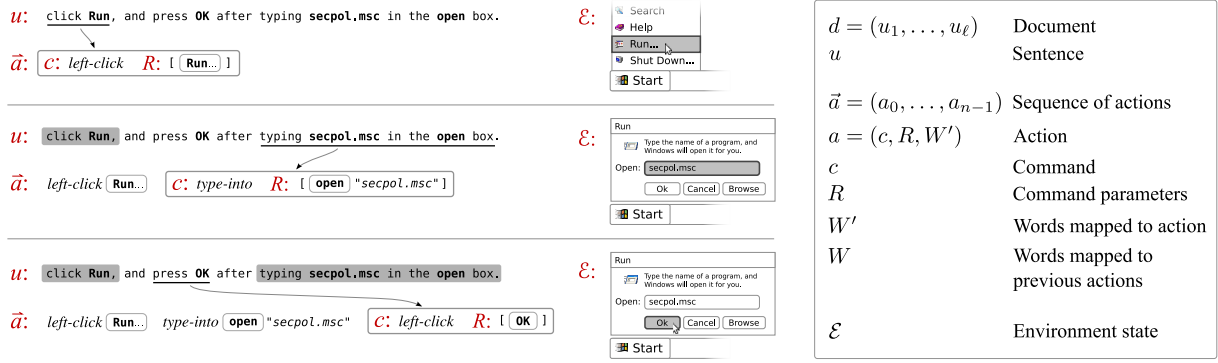 u: click Run, and press OK after typing secpol.msc in the open box.
a⃗: c: left-click R: [ Run... ]
ℰ: Search
Help
Run...
Shut Down...
Start
u: click Run, and press OK after typing secpol.msc in the open box.
a⃗: left-click Run... c: type-into R: [ open "secpol.msc" ]
ℰ: Run
Type the name of a program, and
Windows will open it for you.
Open: secpol.msc
Ok Cancel Browse
Start
u: click Run, and press OK after typing secpol.msc in the open box.
a⃗: left-click Run... type-into open "secpol.msc" c: left-click R: [ OK ]
ℰ: Run
Type the name of a program, and
Windows will open it for you.
Open: secpol.msc
Ok Cancel Browse
Start
d = (u₁, . . . , uℓ) Document
u Sentence
a⃗ = (a₀, . . . , aₙ₋₁) Sequence of actions
a = (c, R, W′) Action
c Command
R Command parameters
W′ Words mapped to action
W Words mapped to
previous actions
ℰ Environment state